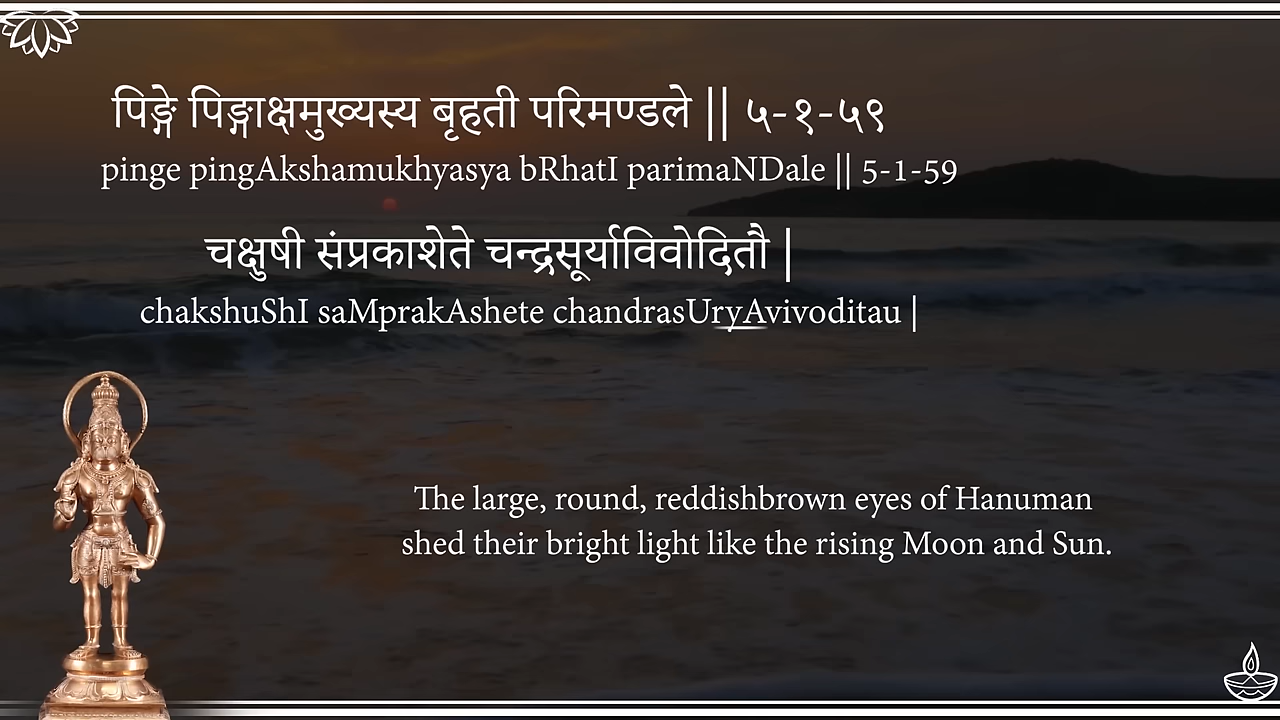 पिङ्गे पिङ्गाक्षमुख्यस्य बृहती परिमण्डले || ५-१-५९
pinge pingAkshamukhyasya bRhatI parimaNDale || 5-1-59
चक्षुषी संप्रकाशेते चन्द्रसूर्याविवोदितौ |
chakshuShI saMprakAshete chandrasUryAvivoditau |
The large, round, reddishbrown eyes of Hanuman
shed their bright light like the rising Moon and Sun.